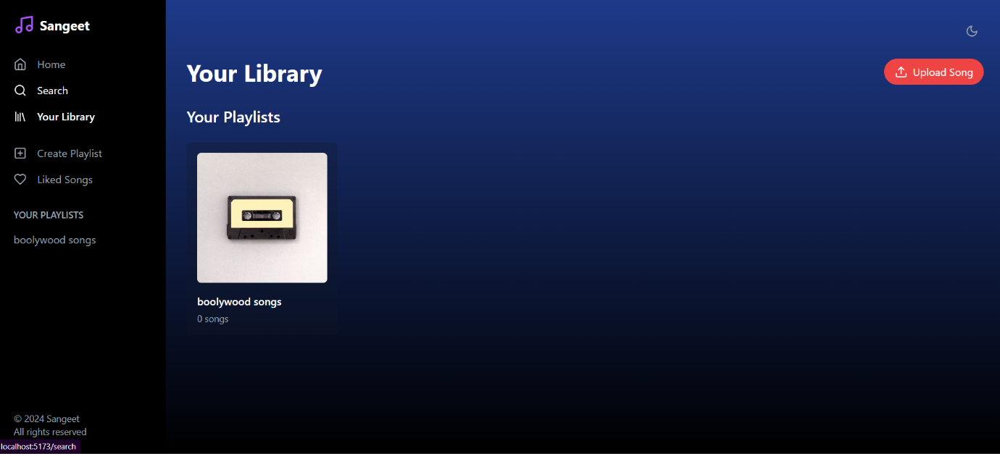 Sangeet
Home
Search
Your Library
Create Playlist
Liked Songs
YOUR PLAYLISTS
boolywood songs
© 2024 Sangeet
All rights reserved
localhost:5173/search
Your Library
Upload Song
Your Playlists
boolywood songs
0 songs